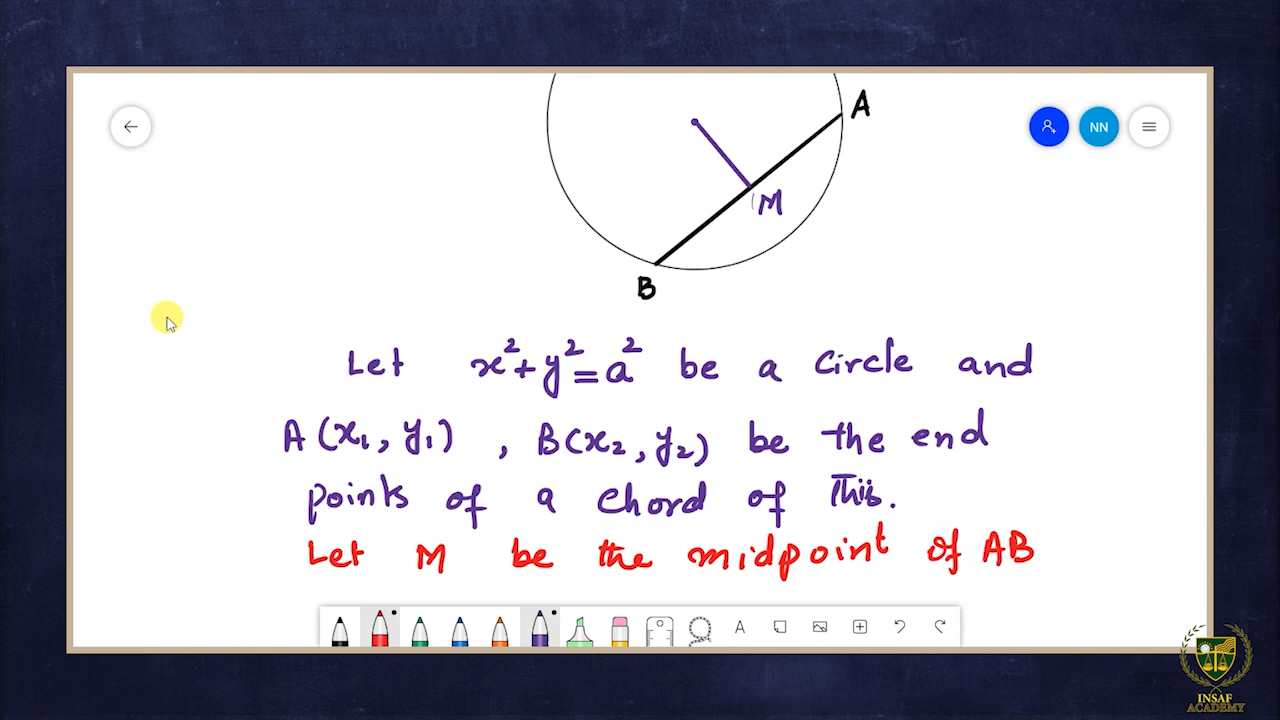 A
NN
M
B
Let x²+y²=a² be a circle and
A(x₁, y₁) , B(x₂, y₂) be the end
points of a chord of This.
Let M be the midpoint of AB
A
INSAF
ACADEMY